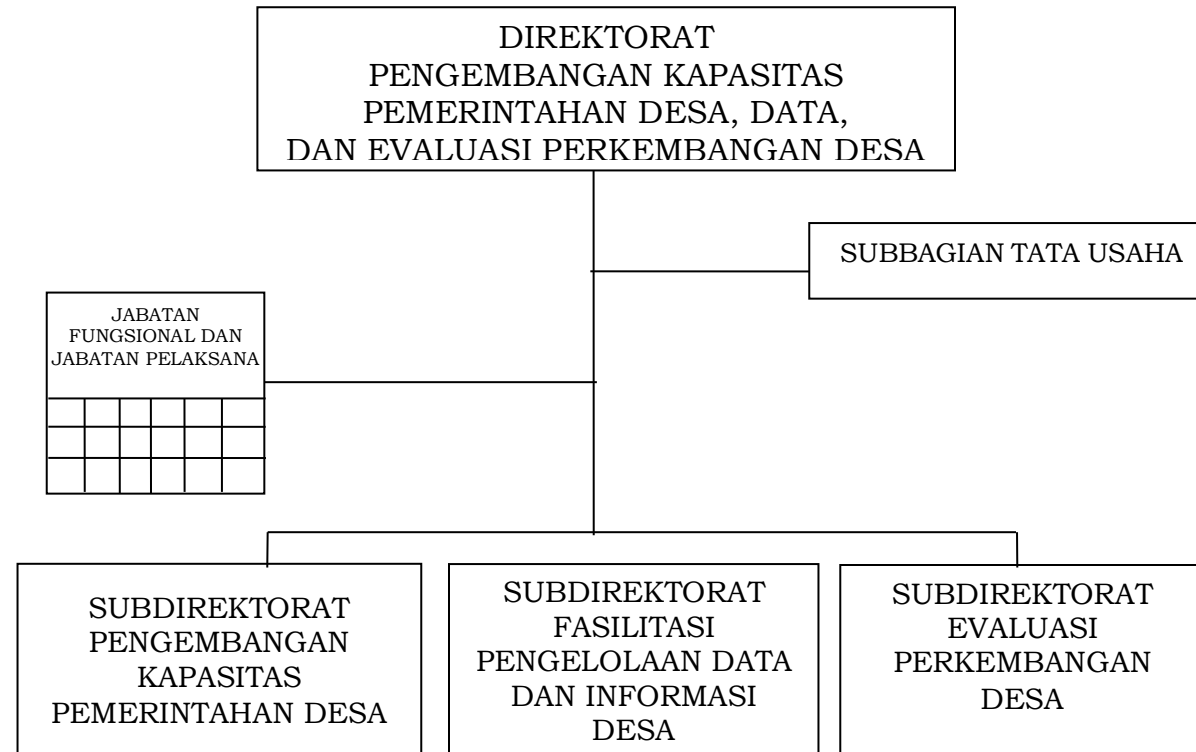 DIREKTORAT
PENGEMBANGAN KAPASITAS
PEMERINTAHAN DESA, DATA,
DAN EVALUASI PERKEMBANGAN DESA
SUBBAGIAN TATA USAHA
JABATAN
FUNGSIONAL DAN
JABATAN PELAKSANA
SUBDIREKTORAT
PENGEMBANGAN
KAPASITAS
PEMERINTAHAN DESA
SUBDIREKTORAT
FASILITASI
PENGELOLAAN DATA
DAN INFORMASI
DESA
SUBDIREKTORAT
EVALUASI
PERKEMBANGAN
DESA